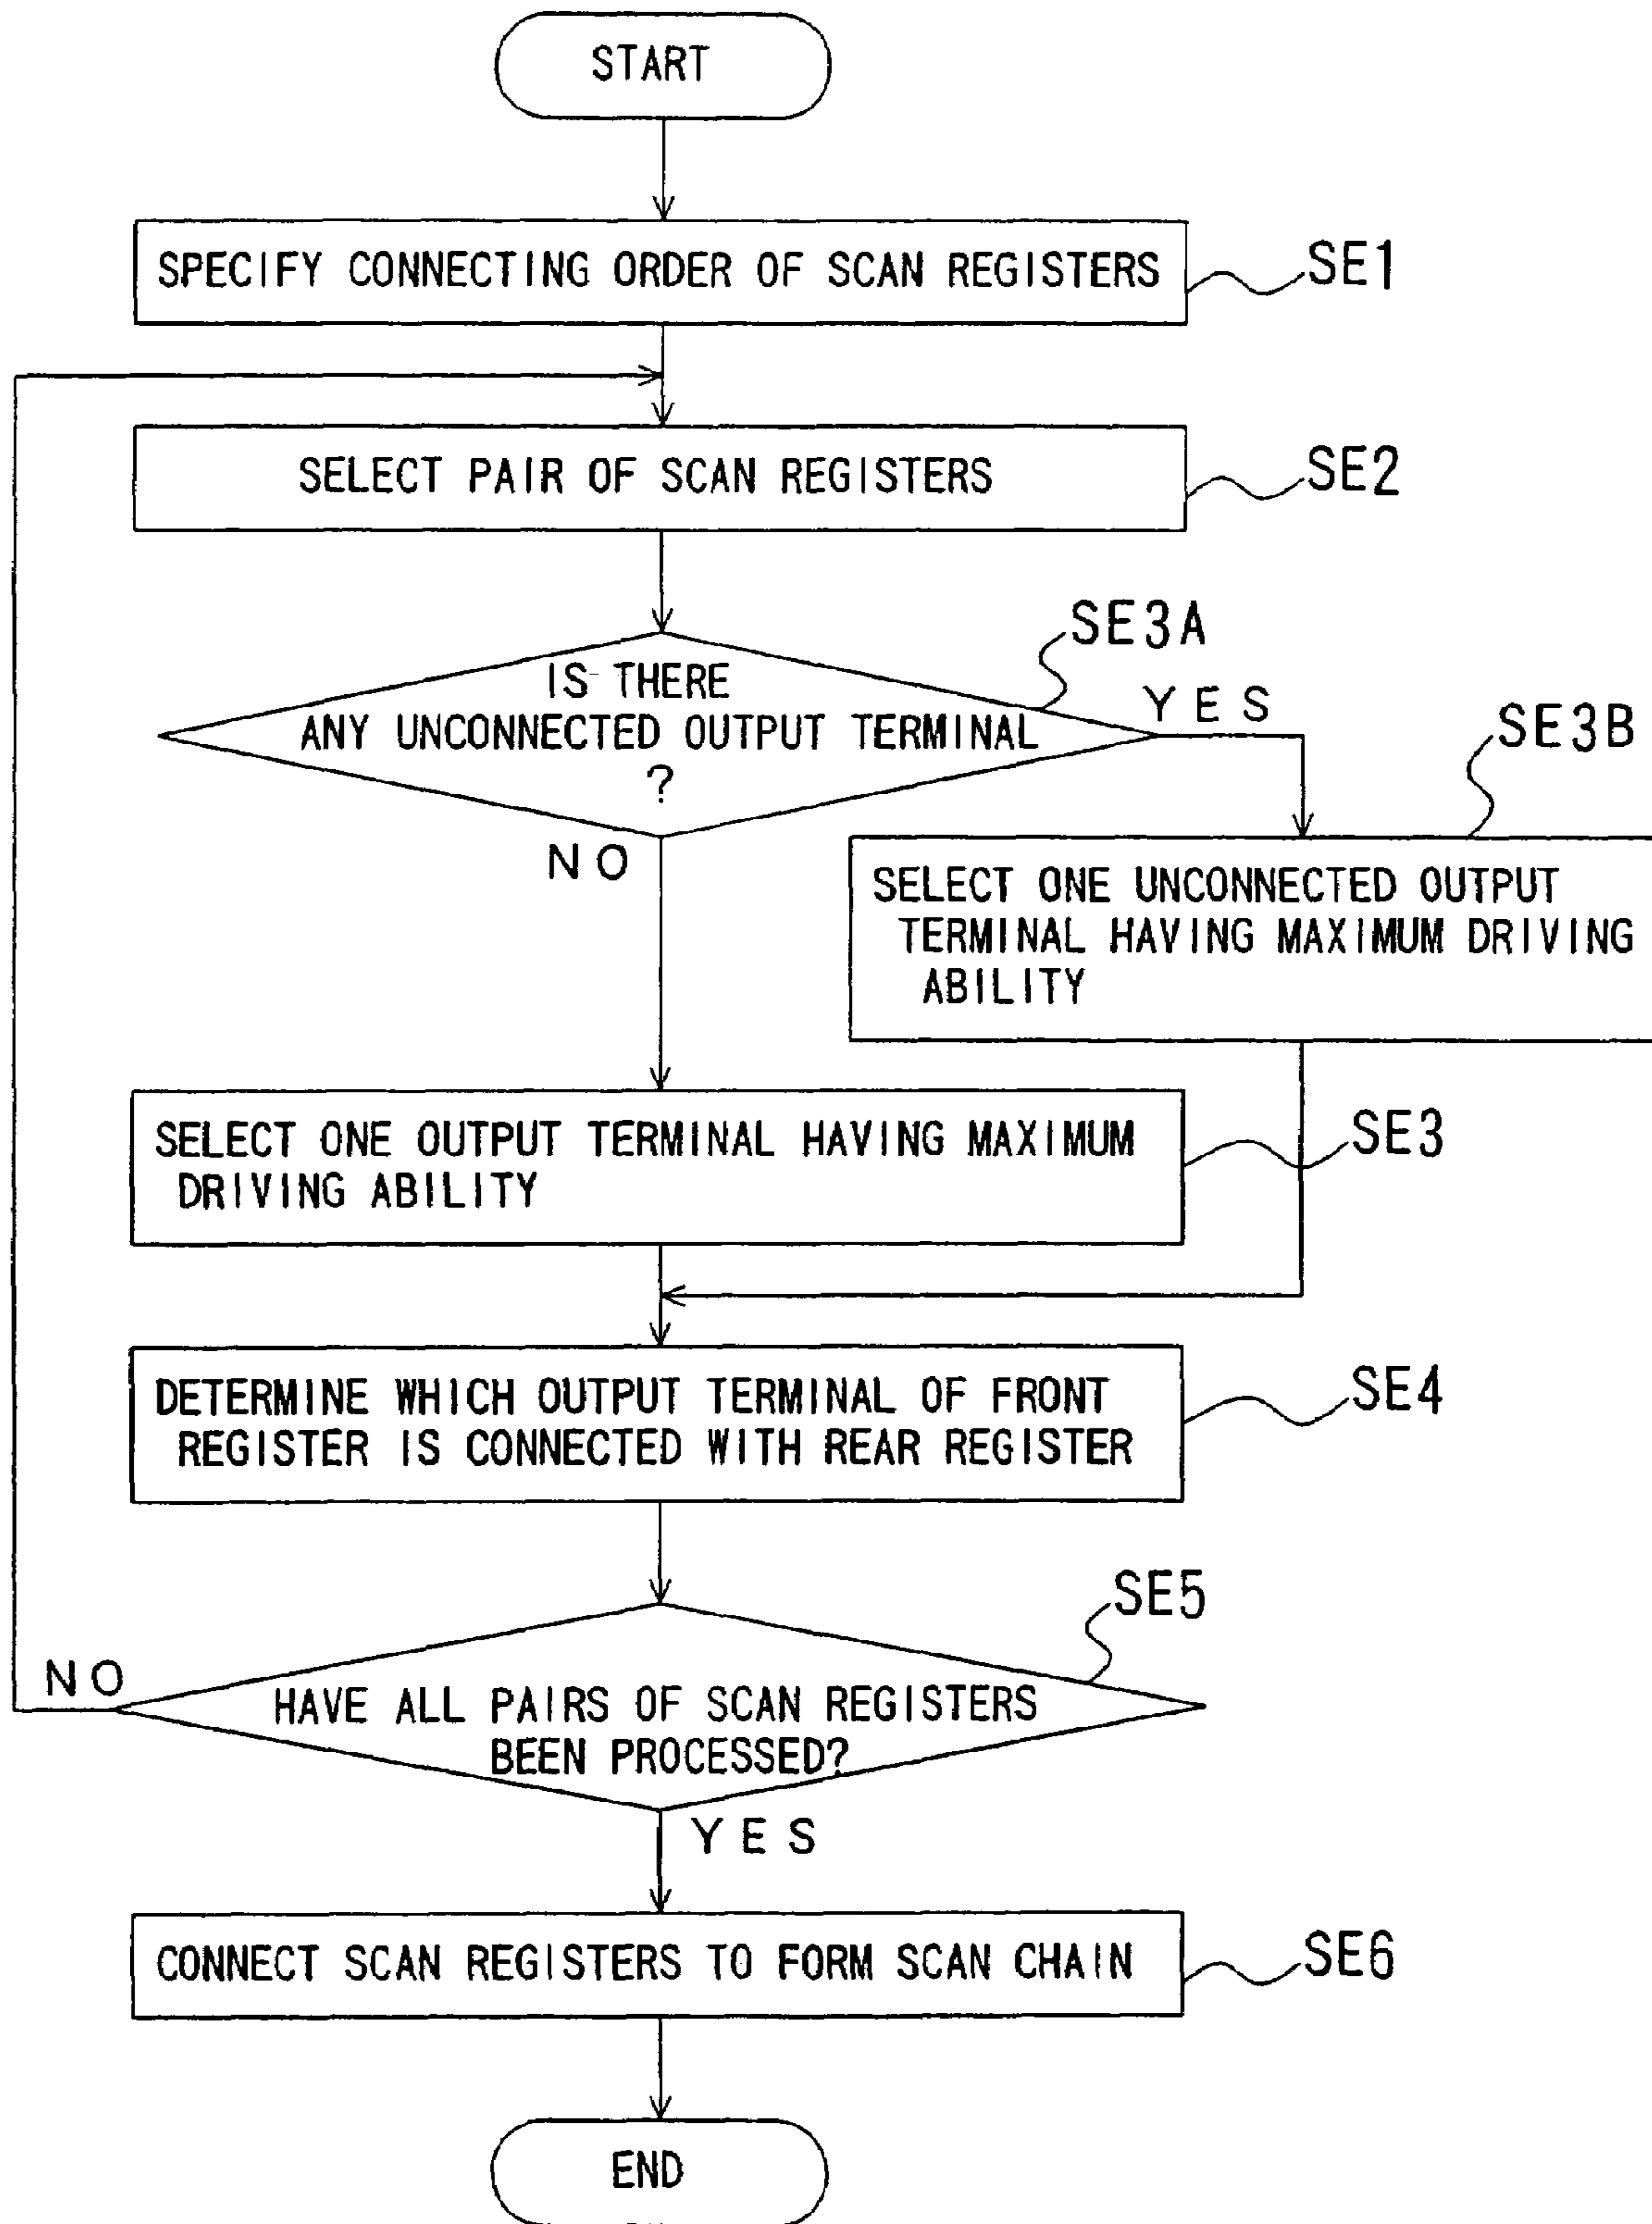 START
SPECIFY CONNECTING ORDER OF SCAN REGISTERS
SE1
SELECT PAIR OF SCAN REGISTERS
SE2
SE3A
IS THERE
ANY UNCONNECTED OUTPUT TERMINAL
?
YES
NO
SE3B
SELECT ONE UNCONNECTED OUTPUT
TERMINAL HAVING MAXIMUM DRIVING
ABILITY
SELECT ONE OUTPUT TERMINAL HAVING MAXIMUM
DRIVING ABILITY
SE3
DETERMINE WHICH OUTPUT TERMINAL OF FRONT
REGISTER IS CONNECTED WITH REAR REGISTER
SE4
SE5
NO
HAVE ALL PAIRS OF SCAN REGISTERS
BEEN PROCESSED?
YES
CONNECT SCAN REGISTERS TO FORM SCAN CHAIN
SE6
END